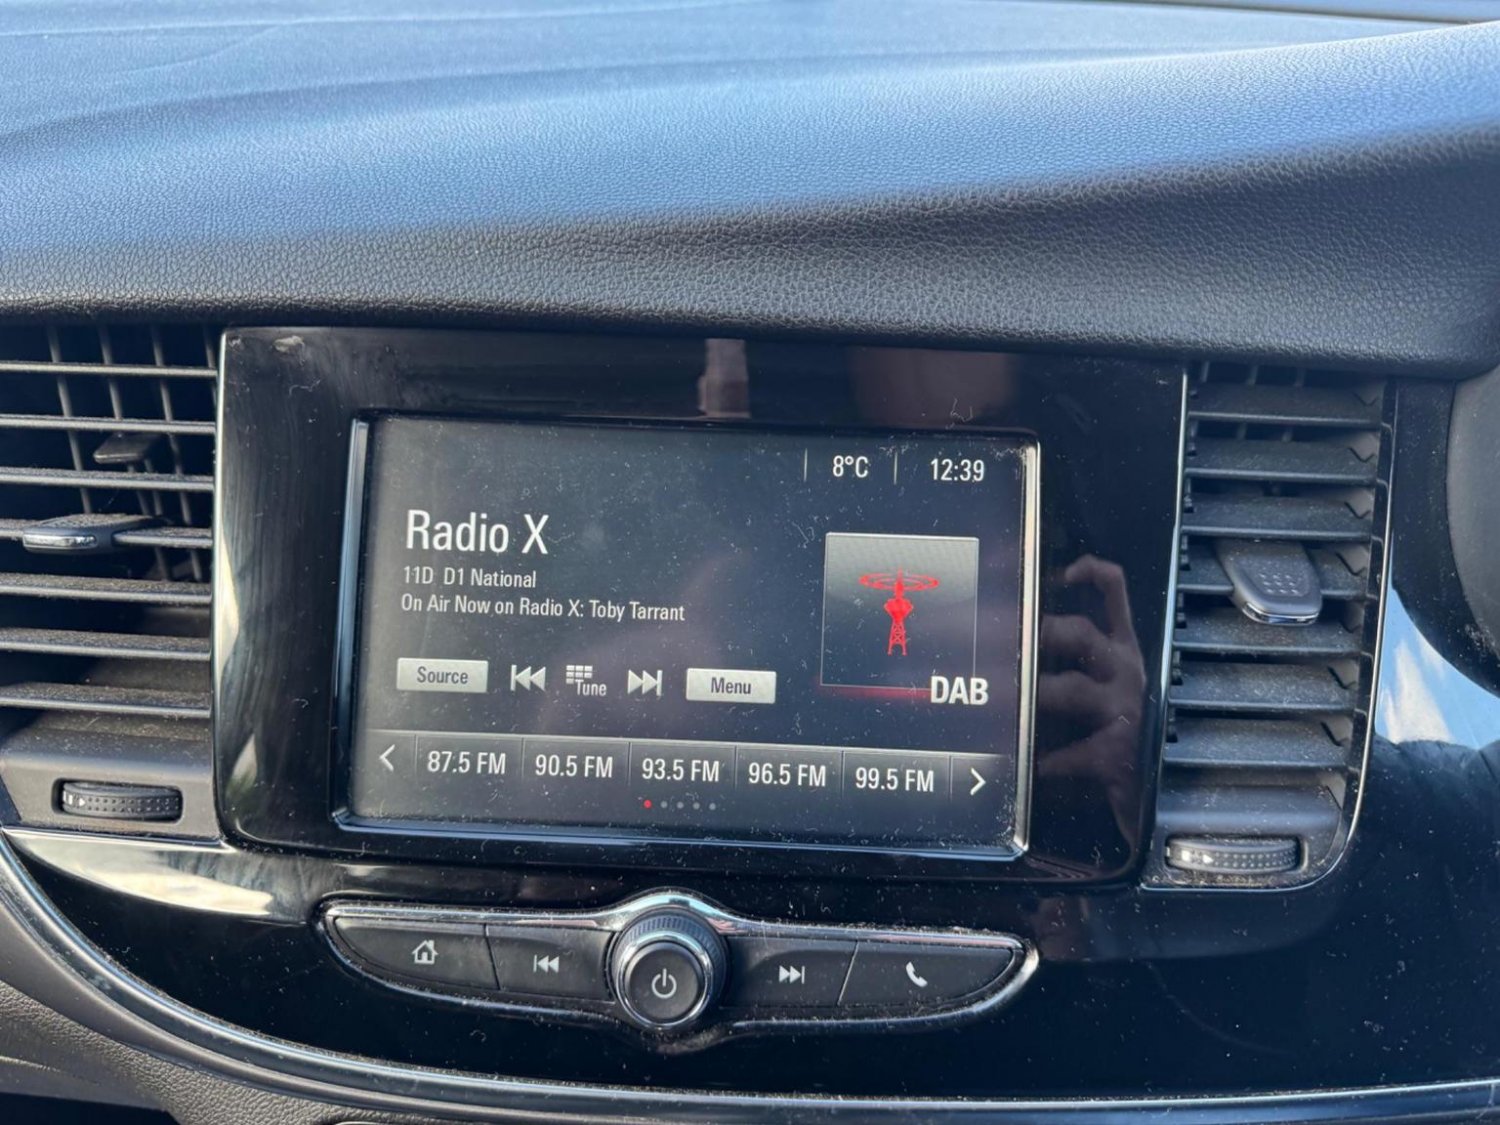 8°C 12:39
Radio X
11D D1 National
On Air Now on Radio X: Toby Tarrant
Source Tune Menu
DAB
87.5 FM 90.5 FM 93.5 FM 96.5 FM 99.5 FM